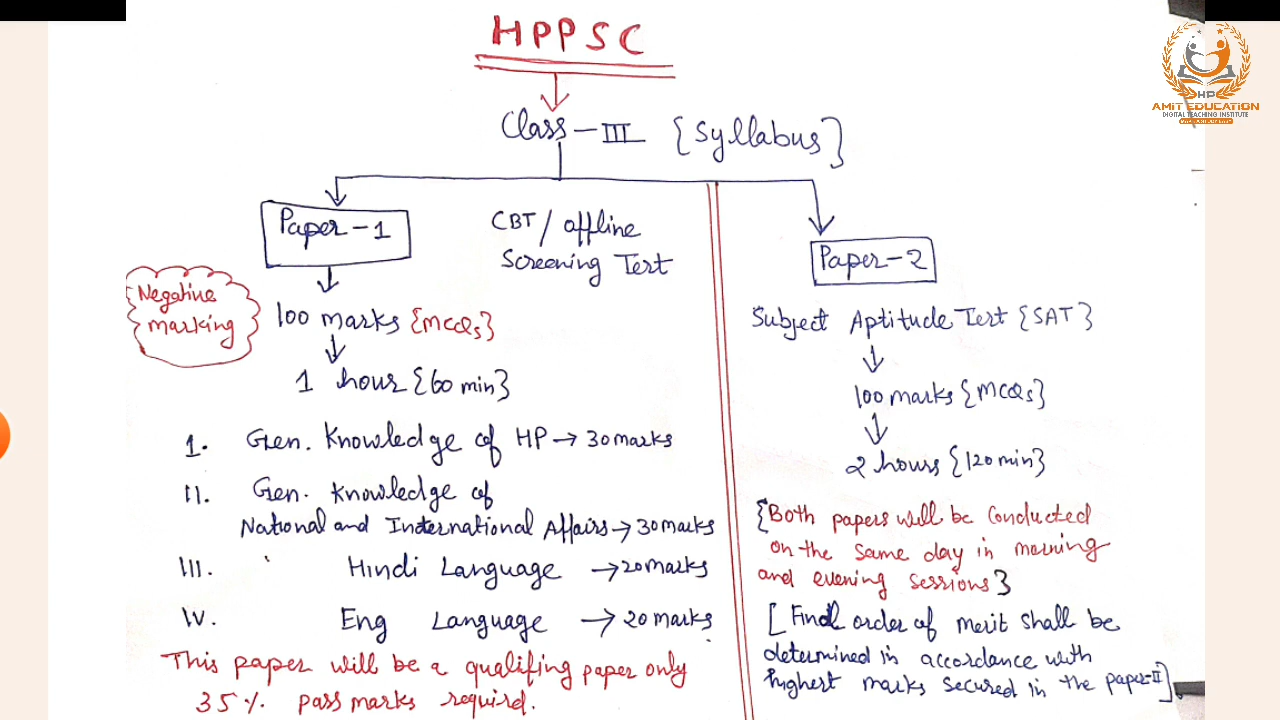 HPPSC
Class-III {Syllabus}
Paper-1
CBT/offline
Screening Test
Negative
marking
100 marks {MCQs}
1 hour {60 min}
I. Gen. Knowledge of HP → 30 marks
II. Gen. Knowledge of
National and International Affairs → 30 marks
III. Hindi Language → 20 marks
IV. Eng Language → 20 marks
This paper will be a qualifing paper only
35% pass marks required.
Paper-2
Subject Aptitude Test {SAT}
100 marks {MCQs}
2 hours {120 min}
{Both papers will be conducted
on the same day in morning
and evening sessions}
[Final order of merit shall be
determined in accordance with
highest marks secured in the paper-II].
HP
AMIT EDUCATION
DIGITAL TEACHING INSTITUTE